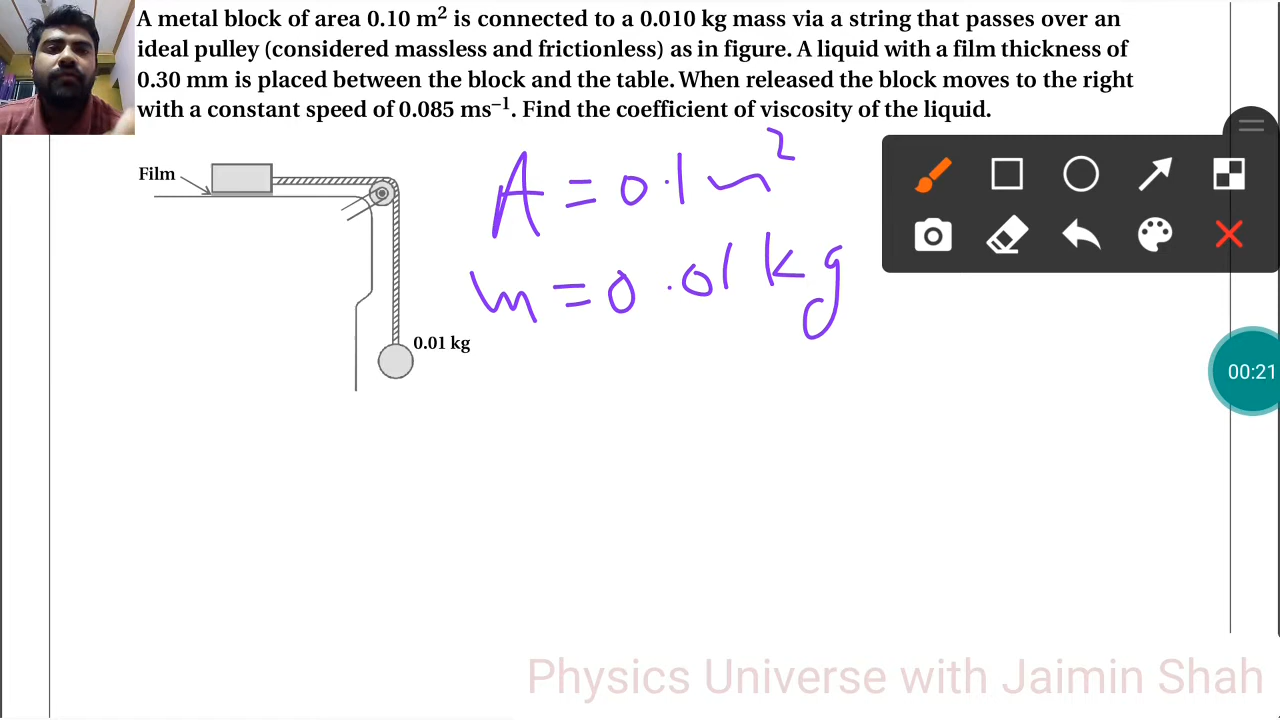 A metal block of area 0.10 m² is connected to a 0.010 kg mass via a string that passes over an
ideal pulley (considered massless and frictionless) as in figure. A liquid with a film thickness of
0.30 mm is placed between the block and the table. When released the block moves to the right
with a constant speed of 0.085 ms⁻¹. Find the coefficient of viscosity of the liquid.
Film
A = 0.1 m²
m = 0.01 kg
0.01 kg
00:21
Physics Universe with Jaimin Shah